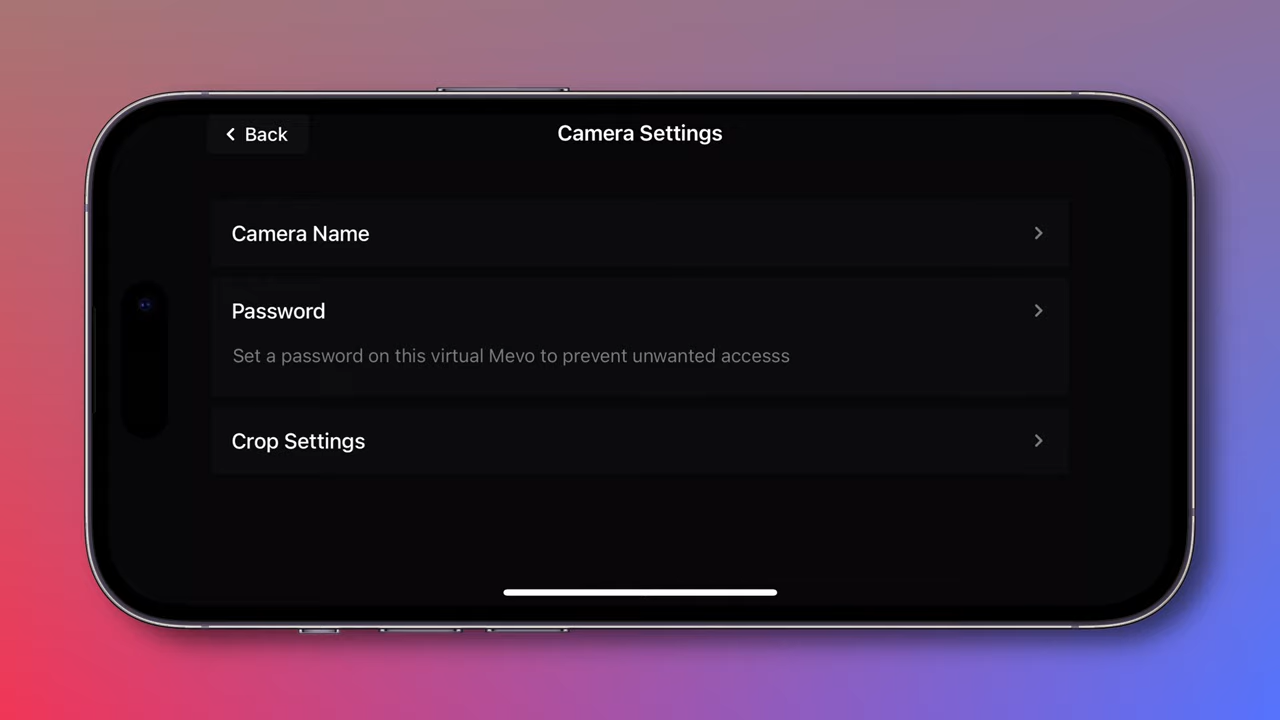 Back
Camera Settings
Camera Name
Password
Set a password on this virtual Mevo to prevent unwanted accesss
Crop Settings